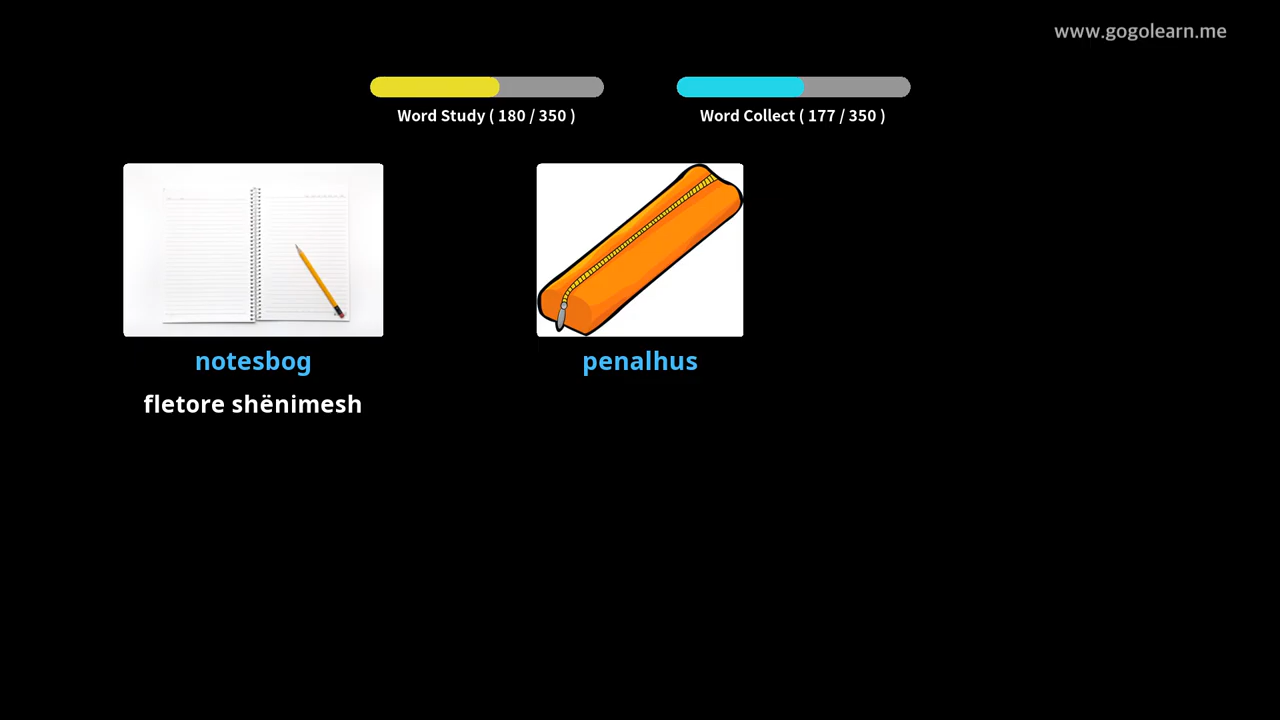 www.gogolearn.me
Word Study ( 180 / 350 )
Word Collect ( 177 / 350 )
notesbog
penalhus
fletore shënimesh